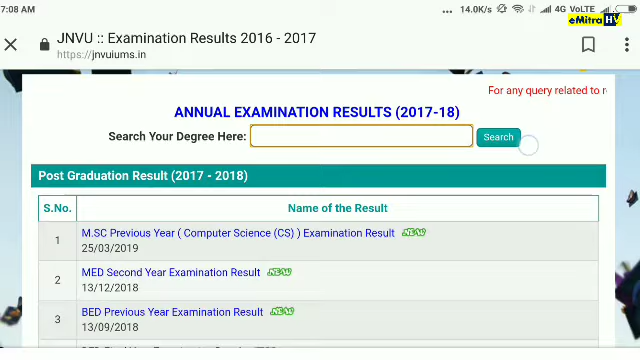 7:08 AM ... 14.0K/s 4G VoLTE
eMitra HV
JNVU :: Examination Results 2016 - 2017
https://jnvuiums.in
For any query related to r
ANNUAL EXAMINATION RESULTS (2017-18)
Search Your Degree Here: Search
Post Graduation Result (2017 - 2018)
S.No. Name of the Result
1 M.SC Previous Year ( Computer Science (CS) ) Examination Result NEW
25/03/2019
2 MED Second Year Examination Result NEW
13/12/2018
3 BED Previous Year Examination Result NEW
13/09/2018